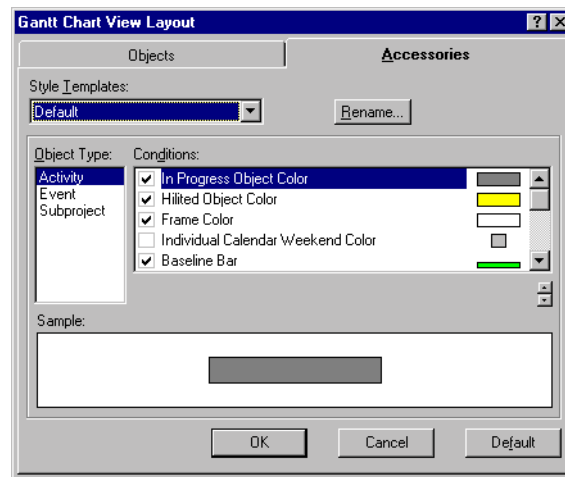 Gantt Chart View Layout
Objects
Accessories
Style Templates:
Default
Rename...
Object Type:
Conditions:
Activity
Event
Subproject
In Progress Object Color
Hilited Object Color
Frame Color
Individual Calendar Weekend Color
Baseline Bar
Sample:
OK
Cancel
Default